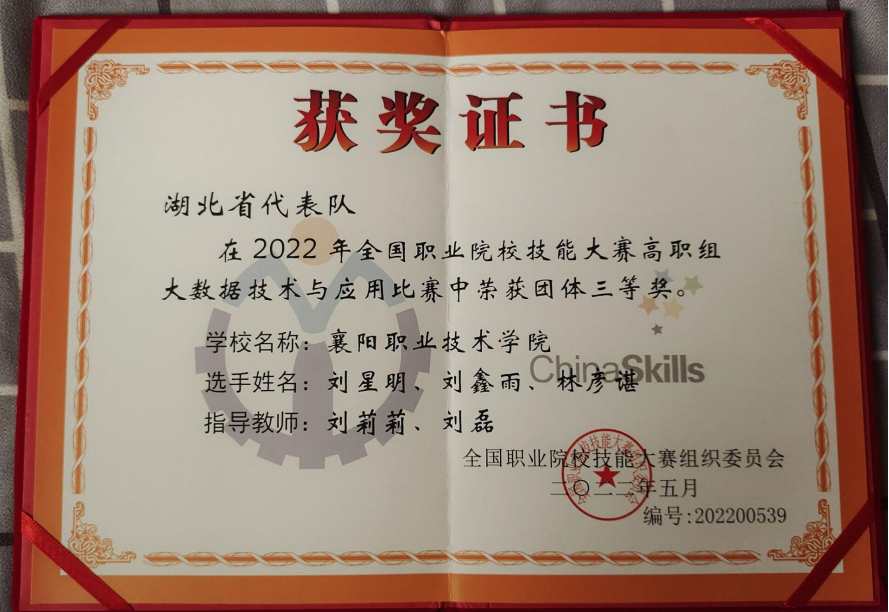 获奖证书
湖北省代表队
在 2022 年全国职业院校技能大赛高职组
大数据技术与应用比赛中荣获团体三等奖。
学校名称：襄阳职业技术学院
ChinaSkills
选手姓名：刘星明、刘鑫雨、林彦谌
指导教师：刘莉莉、刘磊
全国职业院校技能大赛组织委员会
二〇二二年五月
编号:202200539